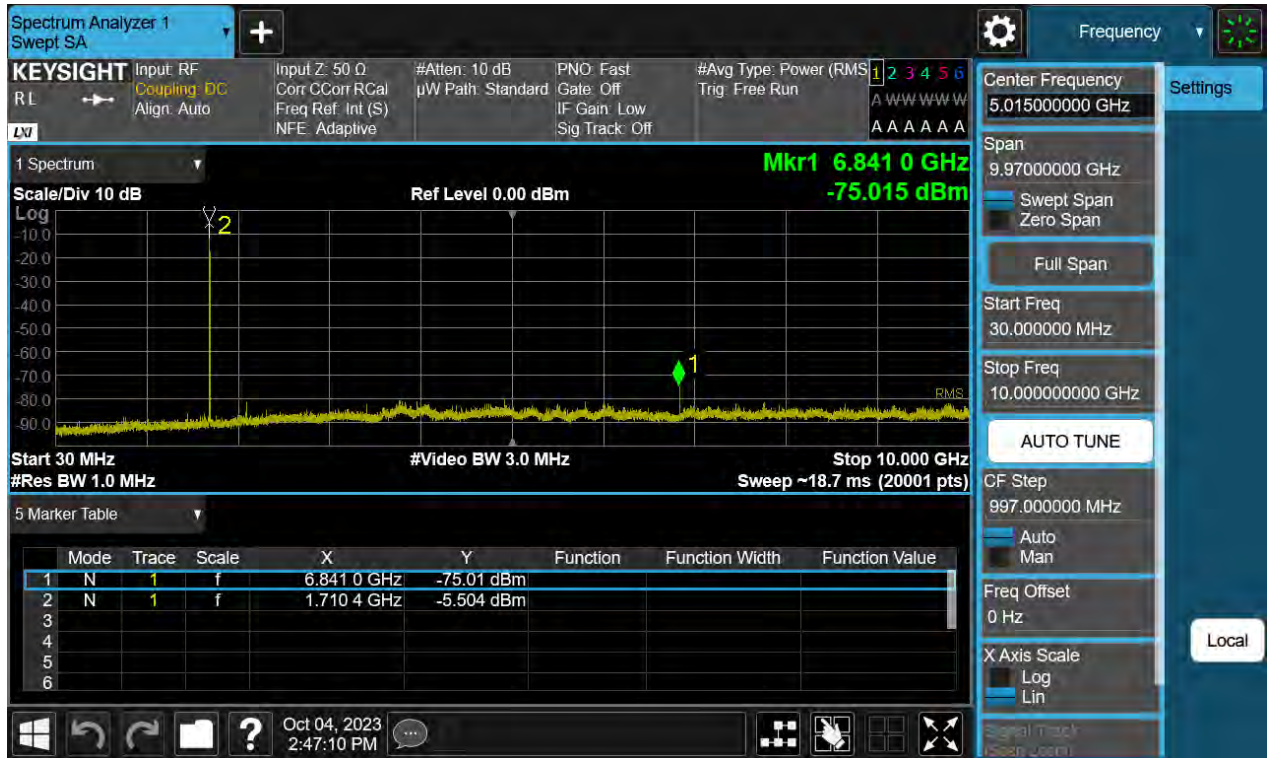 Spectrum Analyzer 1
Swept SA
+
Frequency
KEYSIGHT
RL
LXI
Input: RF
Coupling: DC
Align: Auto
Input Z: 50 Ω
Corr CCorr RCal
Freq Ref: Int (S)
NFE: Adaptive
#Atten: 10 dB
µW Path: Standard
PNO: Fast
Gate: Off
IF Gain: Low
Sig Track: Off
#Avg Type: Power (RMS
Trig: Free Run
1 2 3 4 5 6
A W W W W W
A A A A A A
1 Spectrum
Mkr1 6.841 0 GHz
-75.015 dBm
Scale/Div 10 dB
Ref Level 0.00 dBm
Log
-10.0
-20.0
-30.0
-40.0
-50.0
-60.0
-70.0
-80.0
-90.0
2
1
RMS
Start 30 MHz
#Video BW 3.0 MHz
Stop 10.000 GHz
#Res BW 1.0 MHz
Sweep ~18.7 ms (20001 pts)
5 Marker Table
Mode Trace Scale X Y Function Function Width Function Value
1 N 1 f 6.841 0 GHz -75.01 dBm
2 N 1 f 1.710 4 GHz -5.504 dBm
3
4
5
6
?
Oct 04, 2023
2:47:10 PM
Center Frequency
5.015000000 GHz
Span
9.97000000 GHz
Swept Span
Zero Span
Full Span
Start Freq
30.000000 MHz
Stop Freq
10.000000000 GHz
AUTO TUNE
CF Step
997.000000 MHz
Auto
Man
Freq Offset
0 Hz
X Axis Scale
Log
Lin
Signal Track
(Span Zoom)
Settings
Local